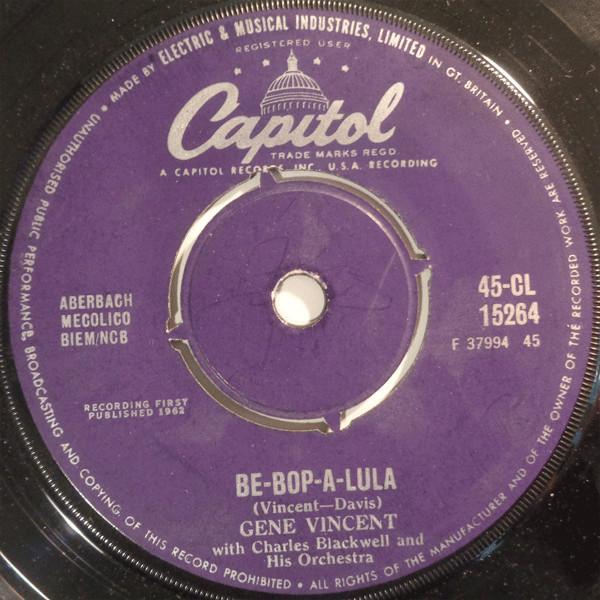 MADE BY ELECTRIC & MUSICAL INDUSTRIES, LIMITED IN GT. BRITAIN •
REGISTERED USER
Capitol
TRADE MARKS REGD.
A CAPITOL RECORDS, INC., U.S.A. RECORDING
ABERBACH
MECOLICO
BIEM/NCB
45-CL
15264
F 37994 45
RECORDING FIRST
PUBLISHED 1962
BE-BOP-A-LULA
(Vincent—Davis)
GENE VINCENT
with Charles Blackwell and
His Orchestra
• UNAUTHORISED PUBLIC PERFORMANCE, BROADCASTING AND COPYING OF THIS RECORD PROHIBITED • ALL RIGHTS OF THE MANUFACTURER AND OF THE OWNER OF THE RECORDED WORK ARE RESERVED